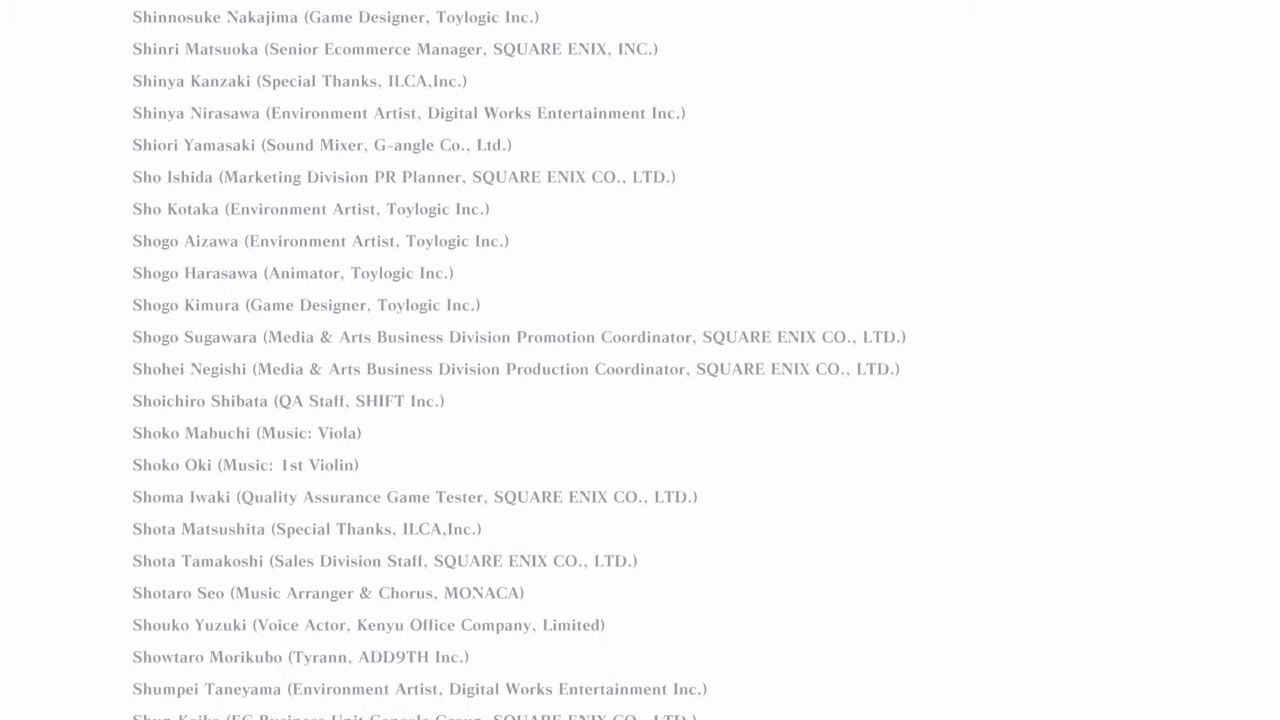 Shinnosuke Nakajima (Game Designer, Toylogic Inc.)
Shinri Matsuoka (Senior Ecommerce Manager, SQUARE ENIX, INC.)
Shinya Kanzaki (Special Thanks, ILCA,Inc.)
Shinya Nirasawa (Environment Artist, Digital Works Entertainment Inc.)
Shiori Yamasaki (Sound Mixer, G-angle Co., Ltd.)
Sho Ishida (Marketing Division PR Planner, SQUARE ENIX CO., LTD.)
Sho Kotaka (Environment Artist, Toylogic Inc.)
Shogo Aizawa (Environment Artist, Toylogic Inc.)
Shogo Harasawa (Animator, Toylogic Inc.)
Shogo Kimura (Game Designer, Toylogic Inc.)
Shogo Sugawara (Media & Arts Business Division Promotion Coordinator, SQUARE ENIX CO., LTD.)
Shohei Negishi (Media & Arts Business Division Production Coordinator, SQUARE ENIX CO., LTD.)
Shoichiro Shibata (QA Staff, SHIFT Inc.)
Shoko Mabuchi (Music: Viola)
Shoko Oki (Music: 1st Violin)
Shoma Iwaki (Quality Assurance Game Tester, SQUARE ENIX CO., LTD.)
Shota Matsushita (Special Thanks, ILCA,Inc.)
Shota Tamakoshi (Sales Division Staff, SQUARE ENIX CO., LTD.)
Shotaro Seo (Music Arranger & Chorus, MONACA)
Shouko Yuzuki (Voice Actor, Kenyu Office Company, Limited)
Showtaro Morikubo (Tyrann, ADD9TH Inc.)
Shumpei Taneyama (Environment Artist, Digital Works Entertainment Inc.)